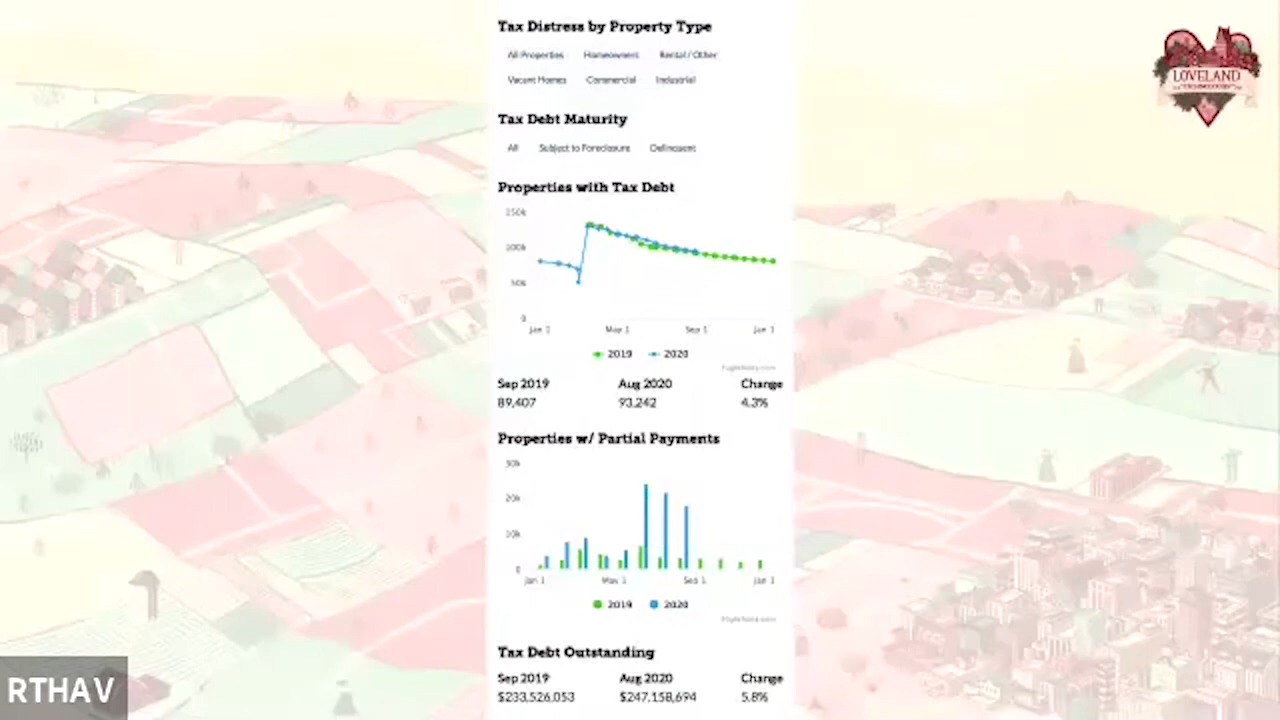 Tax Distress by Property Type
All Properties Homeowners Rental / Other
Vacant Homes Commercial Industrial
LOVELAND
TECHNOLOGIES
Tax Debt Maturity
All Subject to Foreclosure Delinquent
Properties with Tax Debt
150k
100k
50k
0
Jan 1 May 1 Sep 1 Jan 1
2019 2020
Sep 2019 Aug 2020 Change
89,407 93,242 4.3%
Properties w/ Partial Payments
30k
20k
10k
0
Jan 1 May 1 Sep 1 Jan 1
2019 2020
Tax Debt Outstanding
Sep 2019 Aug 2020 Change
$233,526,053 $247,158,694 5.8%
RTHAV